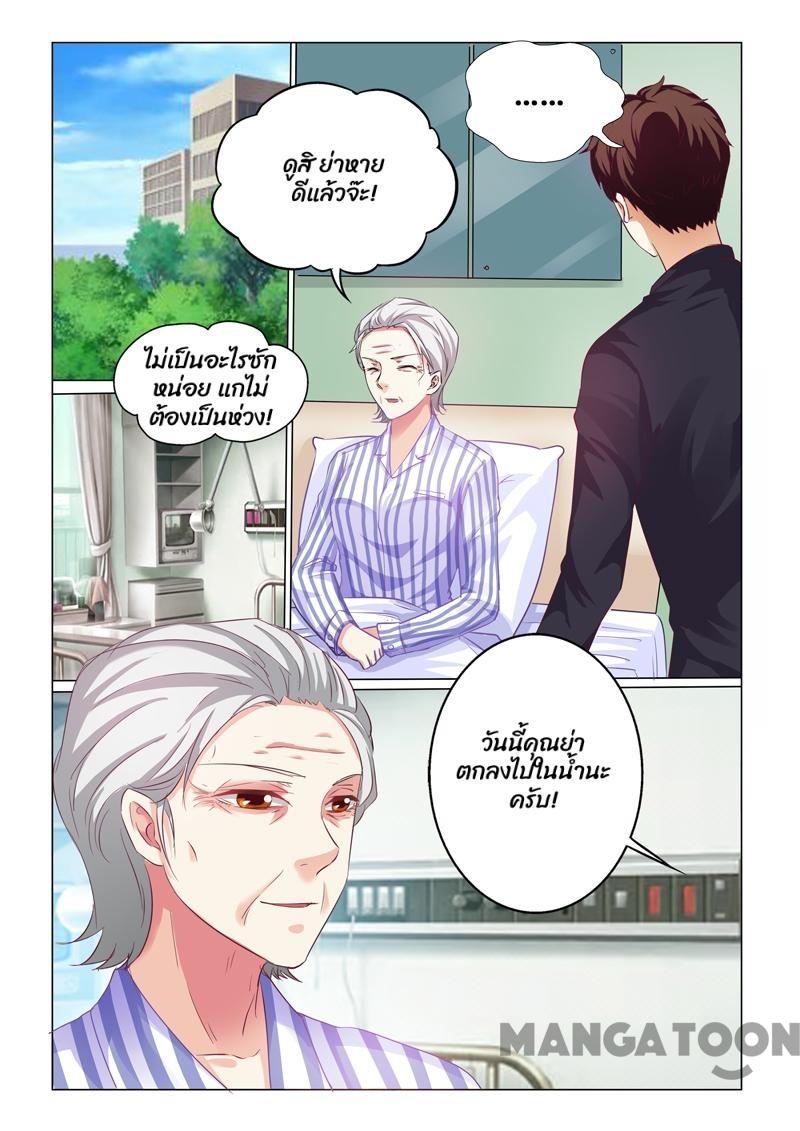 ......
ดูสิ ย่าหาย
ดีแล้วจ๊ะ!
ไม่เป็นอะไรซัก
หน่อย แกไม่
ต้องเป็นห่วง!
วันนี้คุณย่า
ตกลงไปในน้ำนะ
ครับ!
MANGATOON